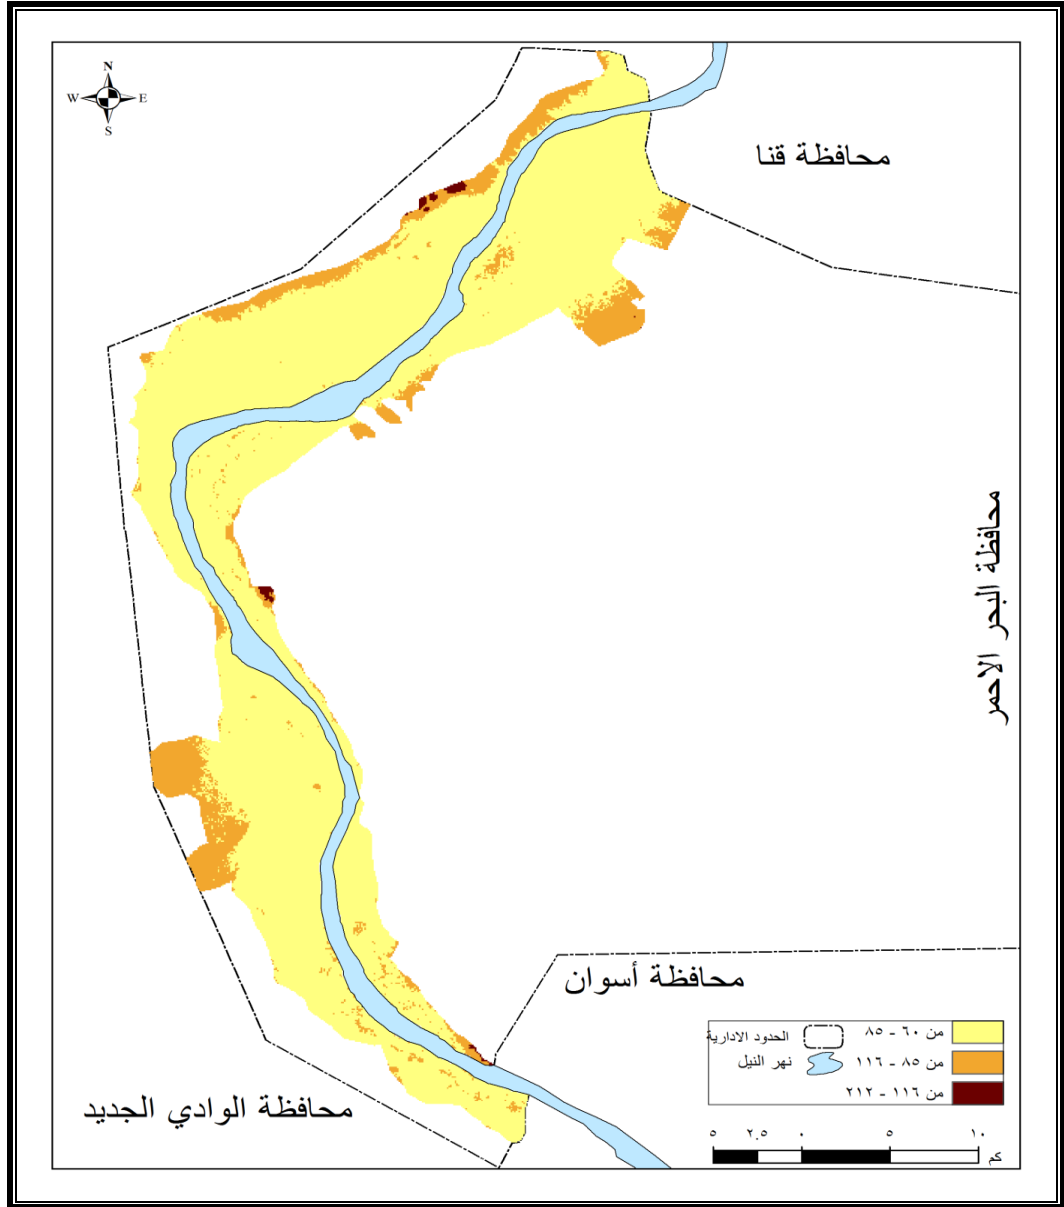 N
W E
S
محافظة قنا
محافظة البحر الاحمر
محافظة أسوان
محافظة الوادي الجديد
من ٦٠ - ٨٥
من ٨٥ - ١١٦
من ١١٦ - ٢١٢
الحدود الادارية
نهر النيل
٥ ٢.٥ ٠ ٥ ١٠
كم